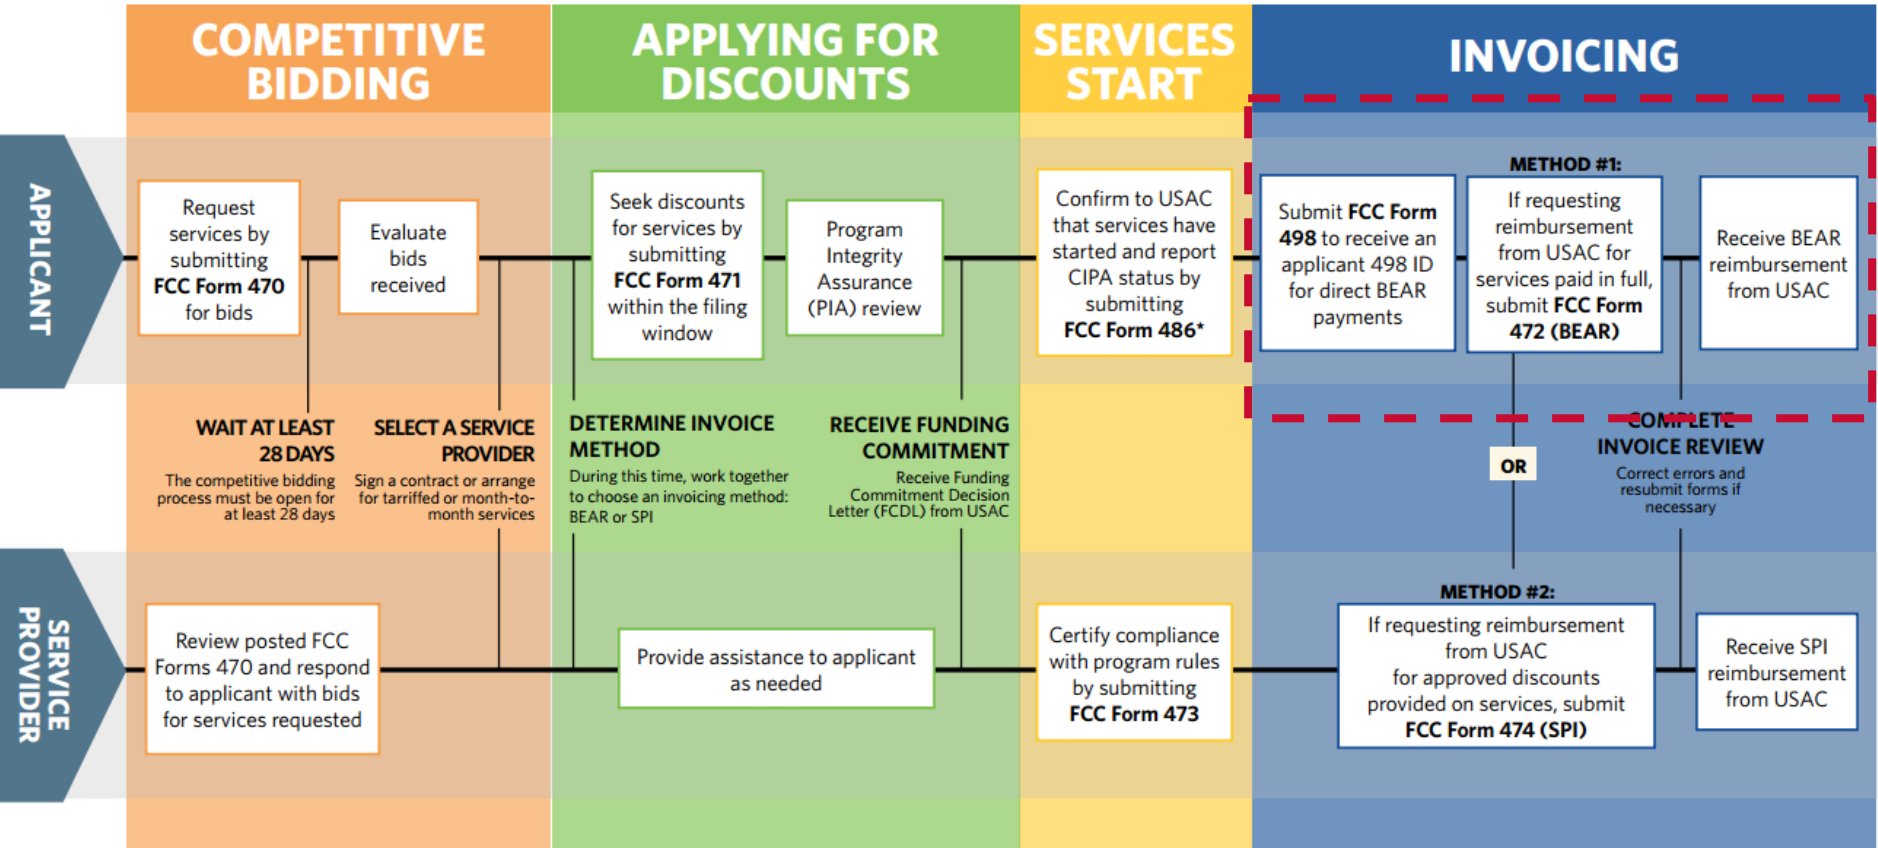 COMPETITIVE
BIDDING
APPLYING FOR
DISCOUNTS
SERVICES
START
INVOICING
APPLICANT
Request
services by
submitting
FCC Form 470
for bids
Evaluate
bids
received
Seek discounts
for services by
submitting
FCC Form 471
within the filing
window
Program
Integrity
Assurance
(PIA) review
Confirm to USAC
that services have
started and report
CIPA status by
submitting
FCC Form 486*
Submit FCC Form
498 to receive an
applicant 498 ID
for direct BEAR
payments
METHOD #1:
If requesting
reimbursement
from USAC for
services paid in full,
submit FCC Form
472 (BEAR)
Receive BEAR
reimbursement
from USAC
WAIT AT LEAST
28 DAYS
The competitive bidding
process must be open for
at least 28 days
SELECT A SERVICE
PROVIDER
Sign a contract or arrange
for tarriffed or month-to-
month services
DETERMINE INVOICE
METHOD
During this time, work together
to choose an invoicing method:
BEAR or SPI
RECEIVE FUNDING
COMMITMENT
Receive Funding
Commitment Decision
Letter (FCDL) from USAC
OR
COMPLETE
INVOICE REVIEW
Correct errors and
resubmit forms if
necessary
SERVICE
PROVIDER
Review posted FCC
Forms 470 and respond
to applicant with bids
for services requested
Provide assistance to applicant
as needed
Certify compliance
with program rules
by submitting
FCC Form 473
METHOD #2:
If requesting reimbursement
from USAC
for approved discounts
provided on services, submit
FCC Form 474 (SPI)
Receive SPI
reimbursement
from USAC